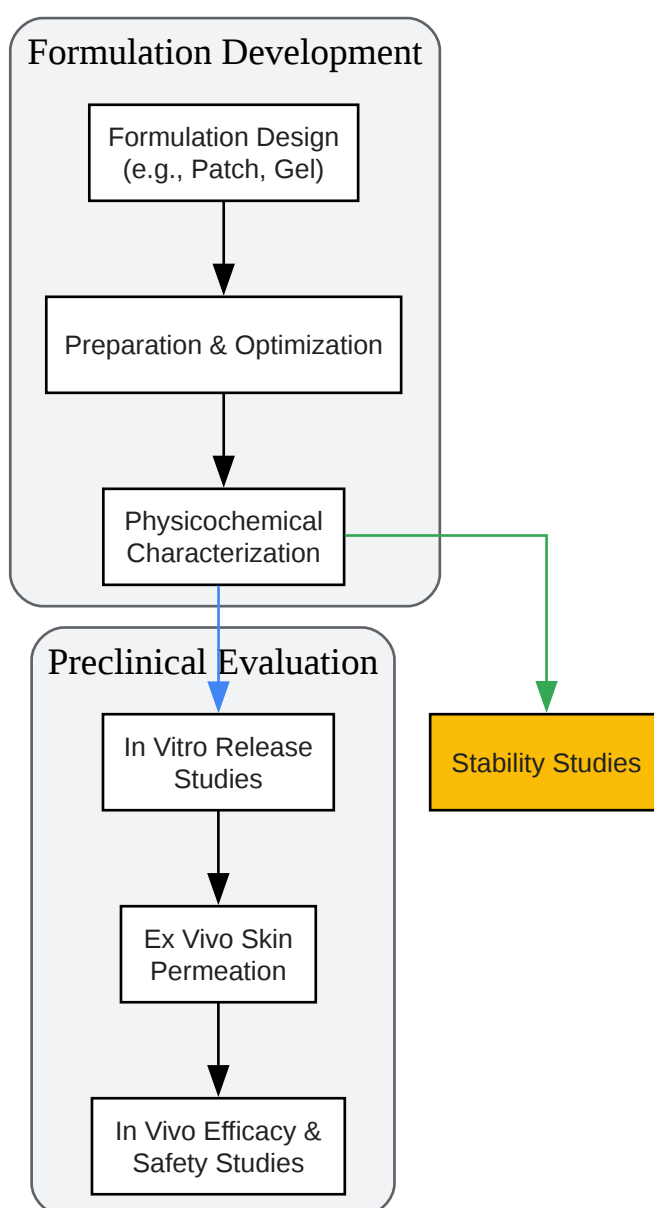 Formulation Development
Formulation Design
(e.g., Patch, Gel)
Preparation & Optimization
Physicochemical
Characterization
Preclinical Evaluation
In Vitro Release
Studies
Stability Studies
Ex Vivo Skin
Permeation
In Vivo Efficacy &
Safety Studies